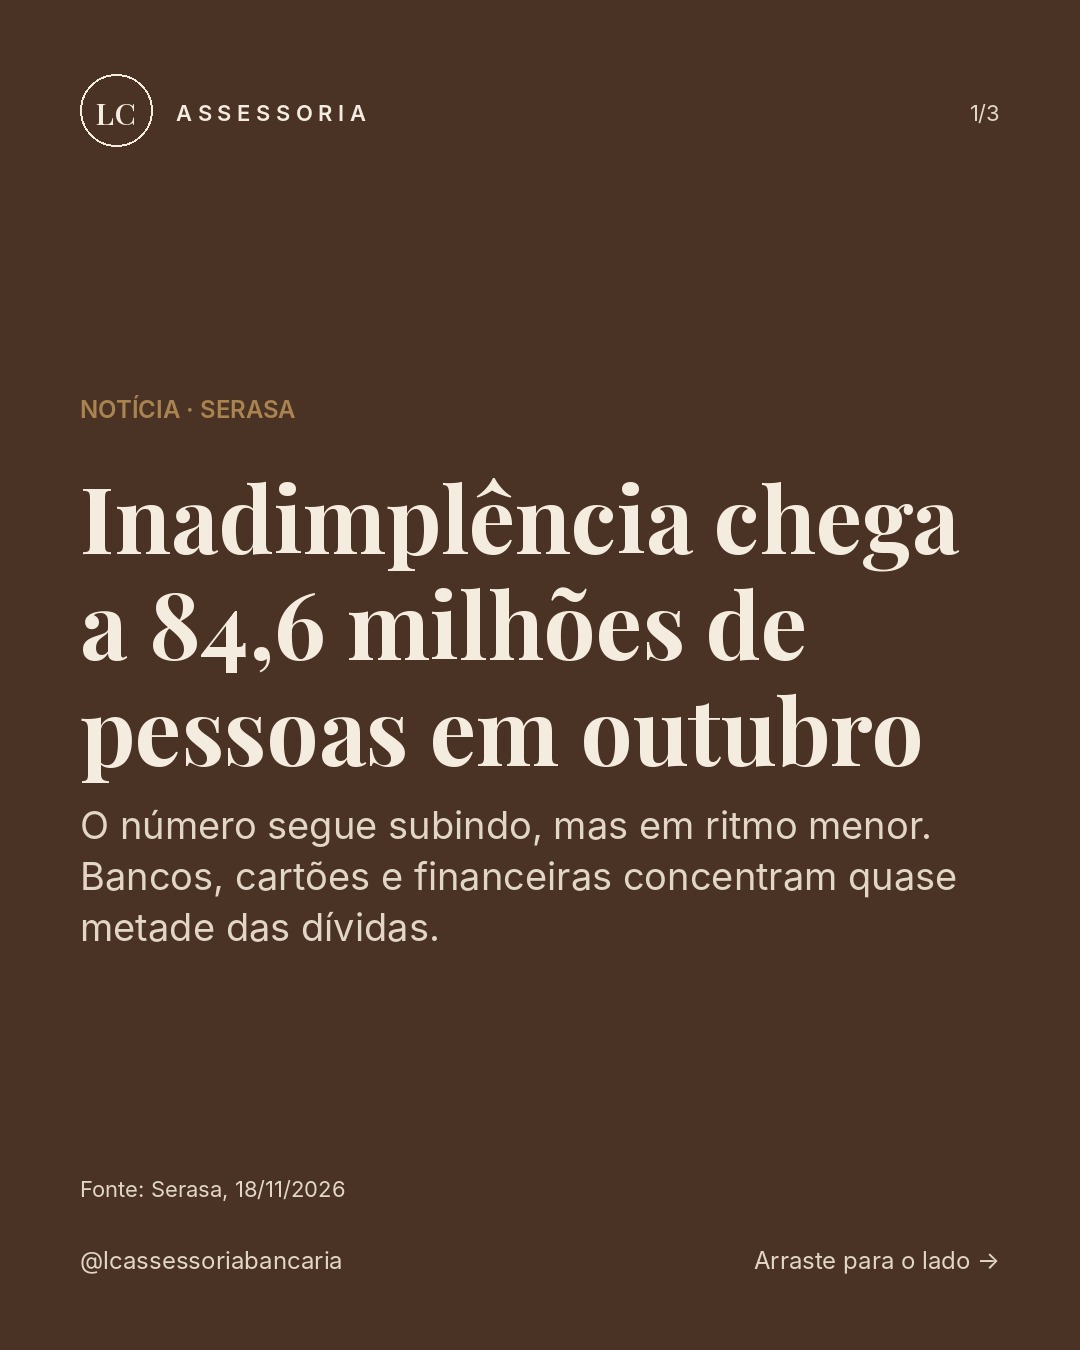 LC ASSESSORIA 1/3
NOTÍCIA · SERASA
Inadimplência chega
a 84,6 milhões de
pessoas em outubro
O número segue subindo, mas em ritmo menor.
Bancos, cartões e financeiras concentram quase
metade das dívidas.
Fonte: Serasa, 18/11/2026
@lcassessoriabancaria Arraste para o lado →